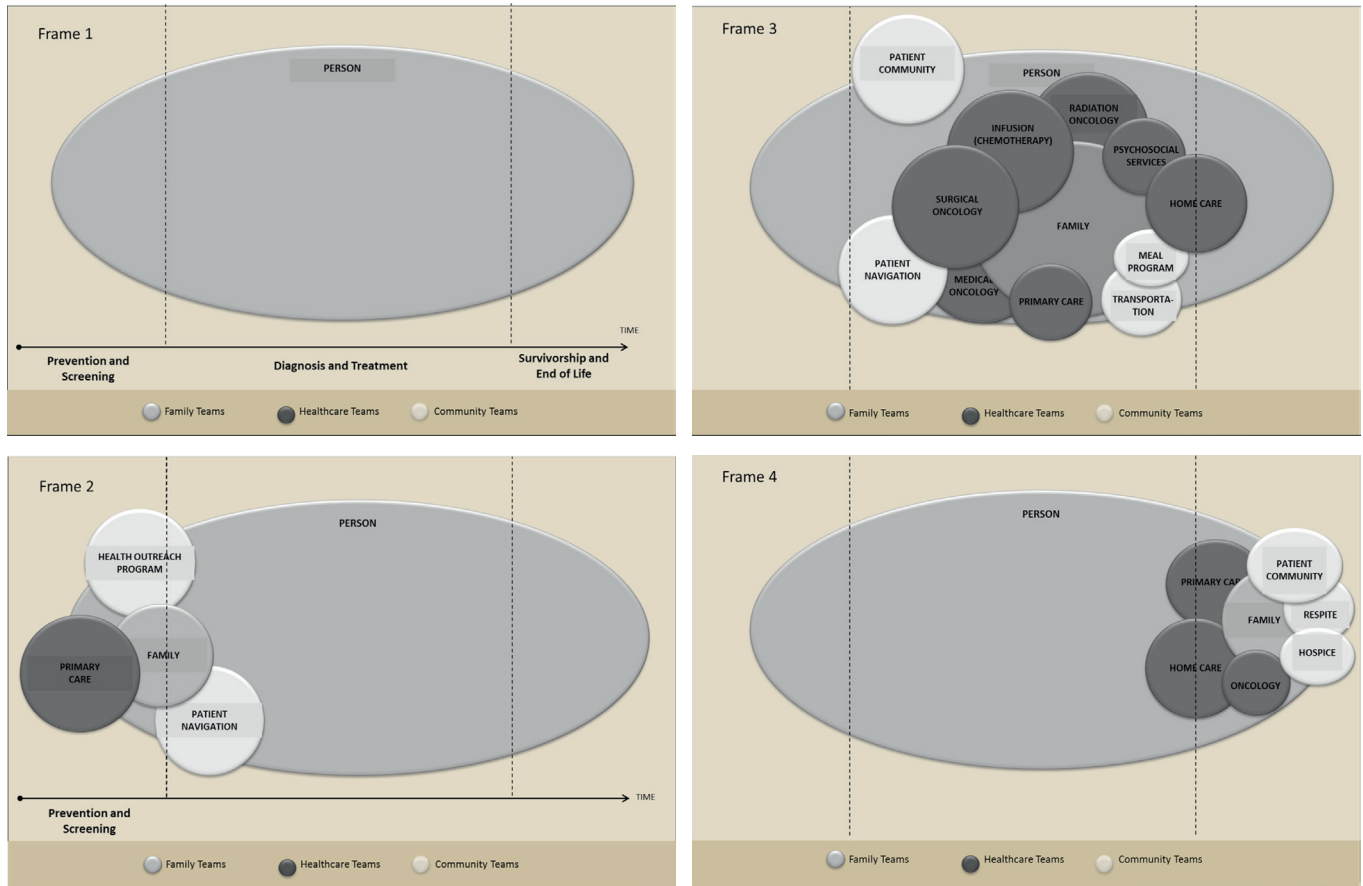 Frame 1
PERSON
TIME
Prevention and
Screening
Diagnosis and Treatment
Survivorship and
End of Life
Family Teams
Healthcare Teams
Community Teams
Frame 2
PERSON
HEALTH OUTREACH
PROGRAM
FAMILY
PRIMARY
CARE
PATIENT
NAVIGATION
TIME
Prevention and
Screening
Family Teams
Healthcare Teams
Community Teams
Frame 3
PATIENT
COMMUNITY
PERSON
RADIATION
ONCOLOGY
INFUSION
(CHEMOTHERAPY)
PSYCHOSOCIAL
SERVICES
SURGICAL
ONCOLOGY
HOME CARE
FAMILY
PATIENT
NAVIGATION
MEDICAL
ONCOLOGY
PRIMARY CARE
MEAL
PROGRAM
TRANSPORTA-
TION
Family Teams
Healthcare Teams
Community Teams
Frame 4
PERSON
PRIMARY CAR
PATIENT
COMMUNITY
FAMILY
RESPITE
HOSPICE
HOME CARE
ONCOLOGY
Family Teams
Healthcare Teams
Community Teams